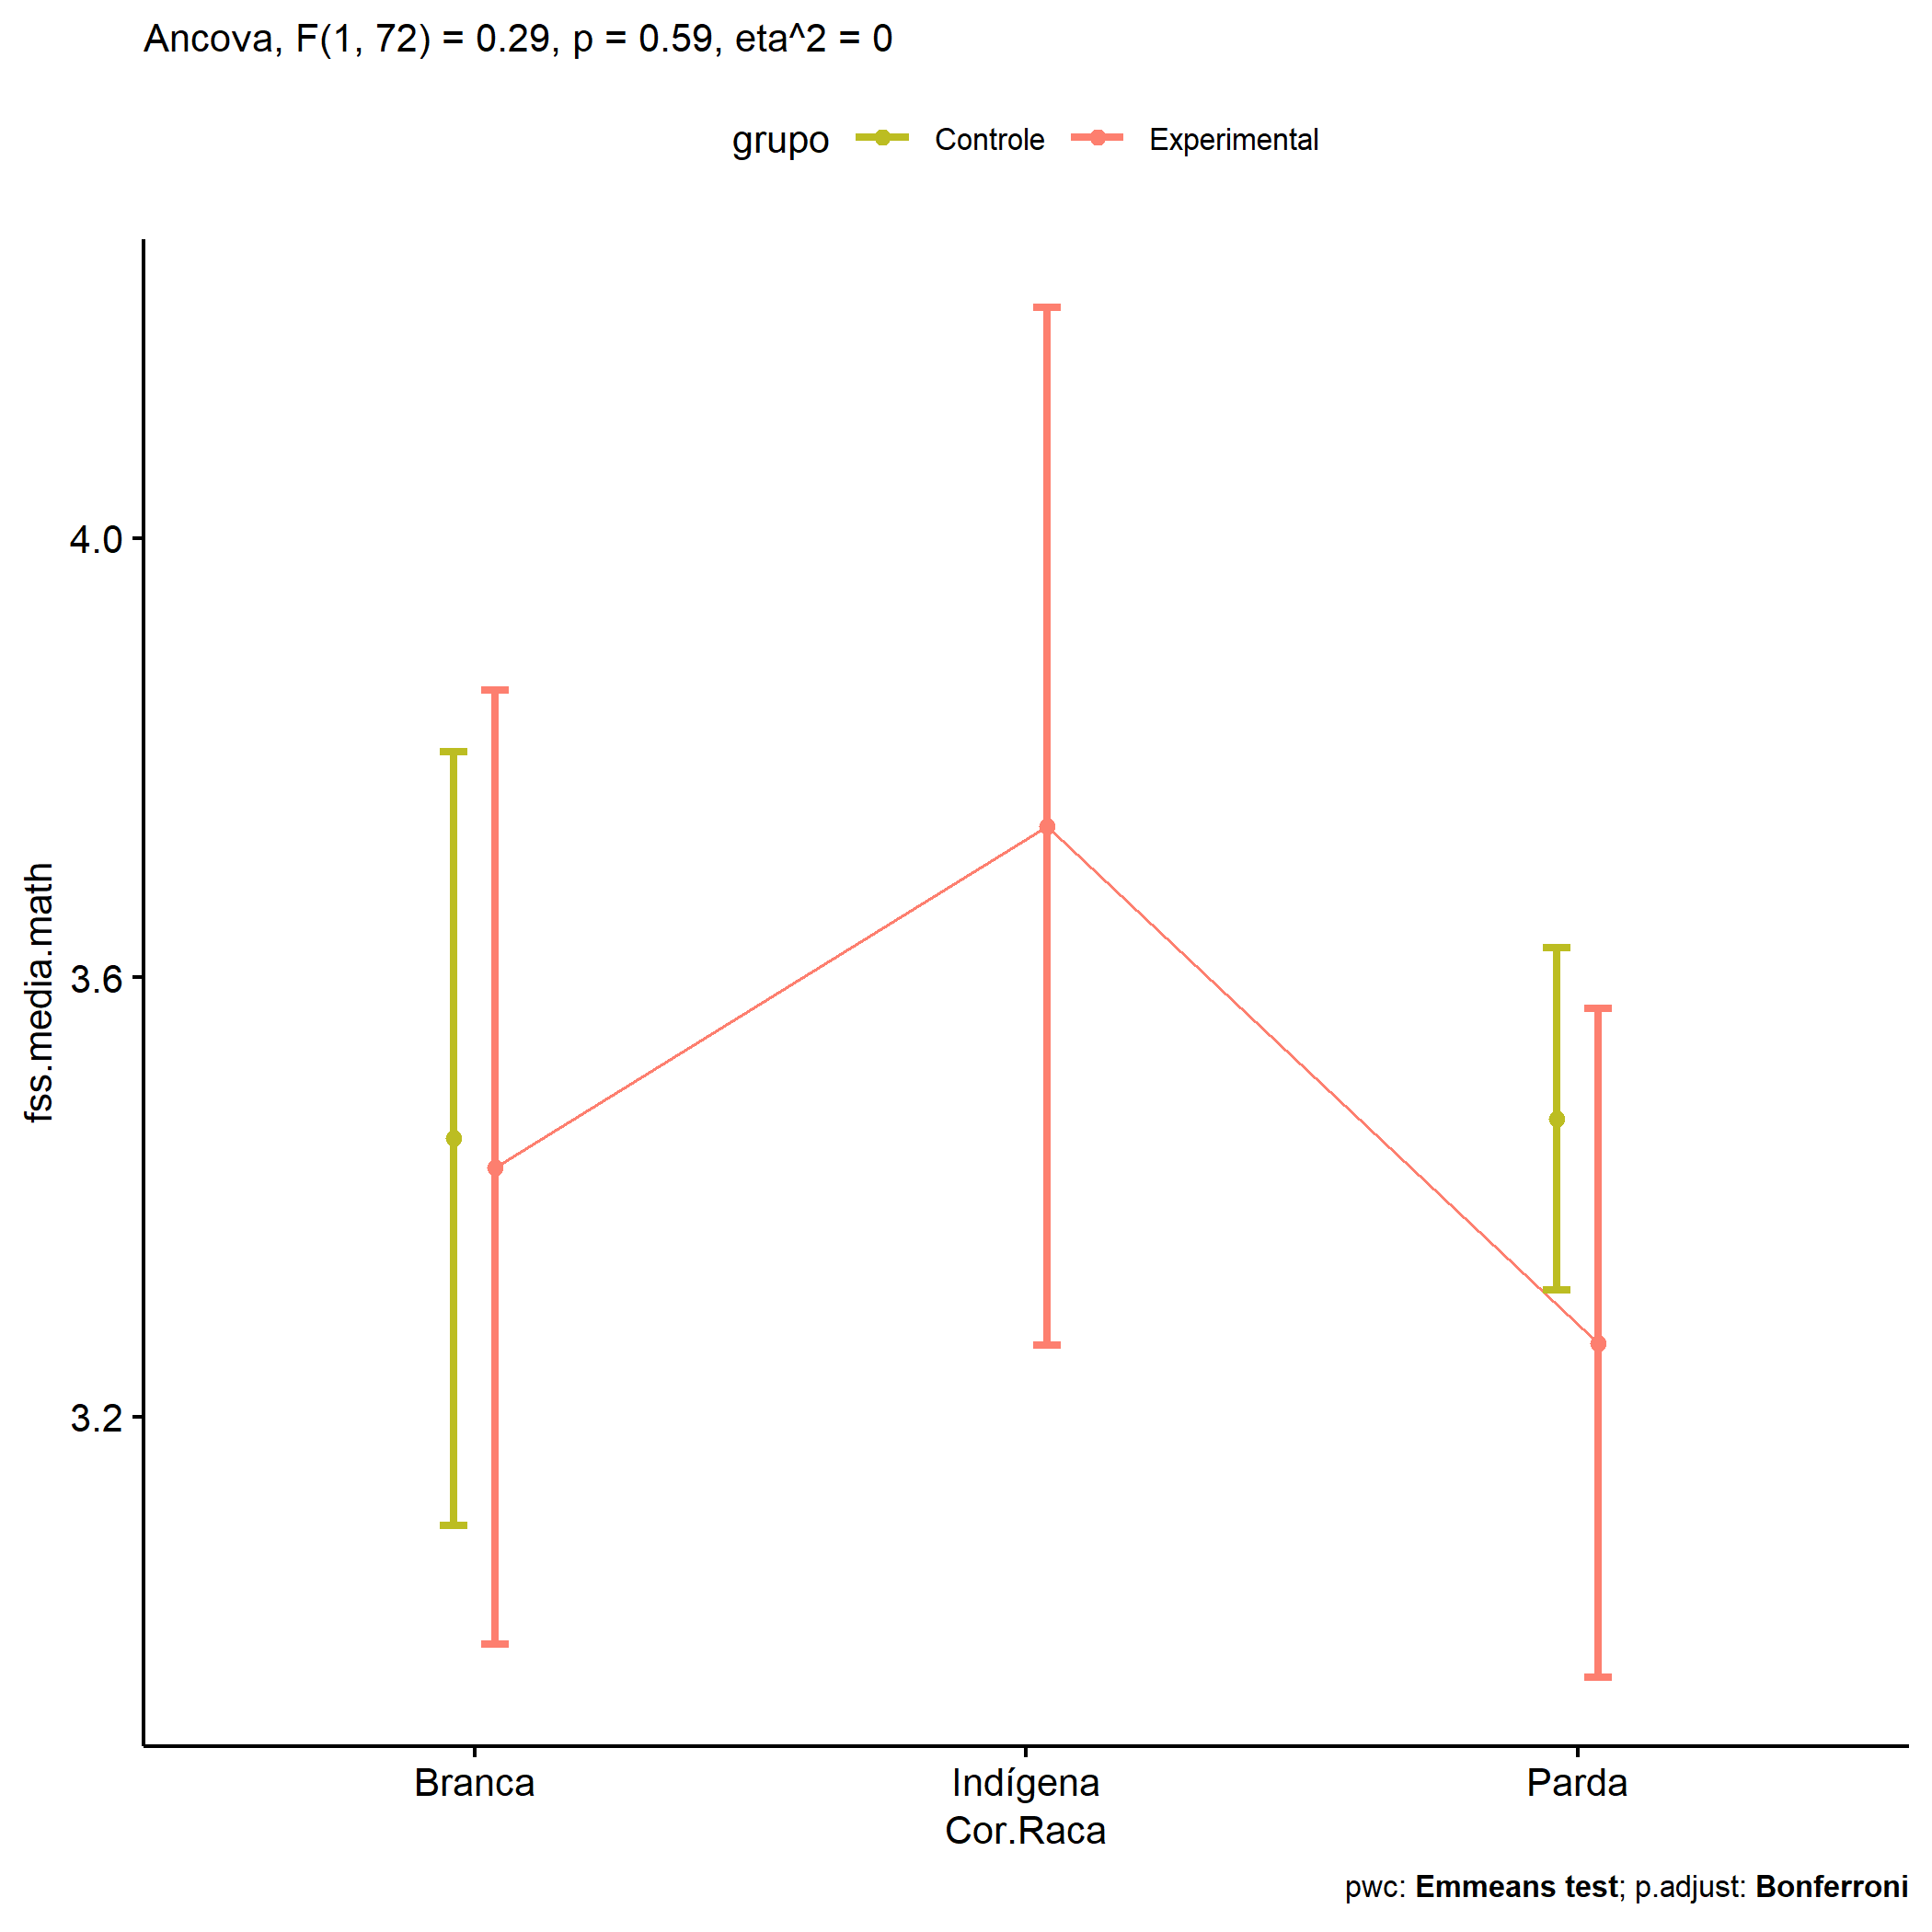 Ancova, F(1, 72) = 0.29, p = 0.59, eta^2 = 0
grupo Controle Experimental
4.0
3.6
3.2
fss.media.math
Branca Indígena Parda
Cor.Raca
pwc: Emmeans test; p.adjust: Bonferroni